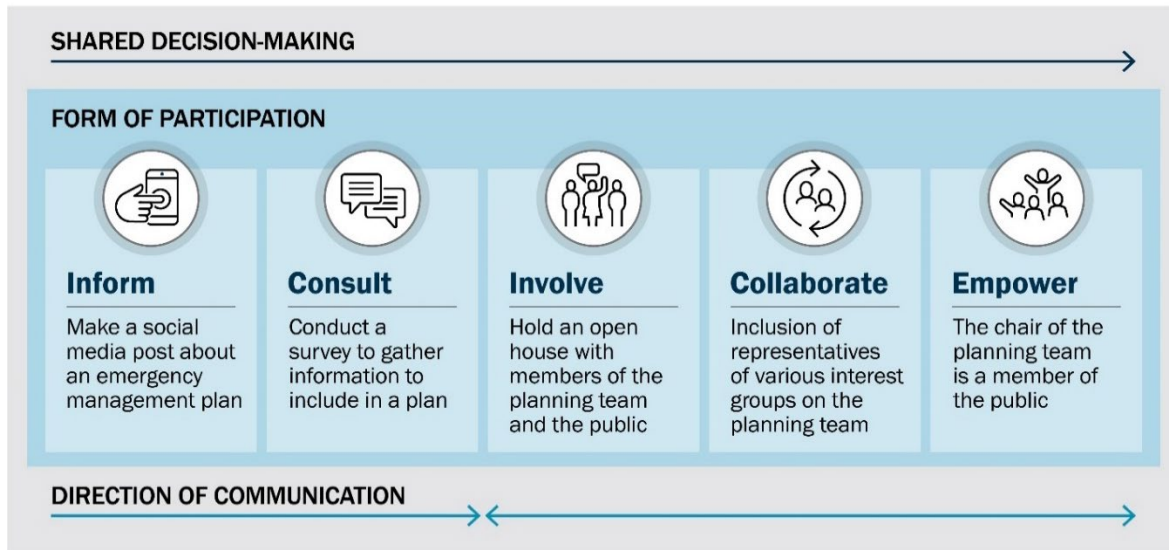 SHARED DECISION-MAKING
FORM OF PARTICIPATION
Inform
Make a social
media post about
an emergency
management plan
Consult
Conduct a
survey to gather
information to
include in a plan
Involve
Hold an open
house with
members of the
planning team
and the public
Collaborate
Inclusion of
representatives
of various interest
groups on the
planning team
Empower
The chair of the
planning team
is a member of
the public
DIRECTION OF COMMUNICATION